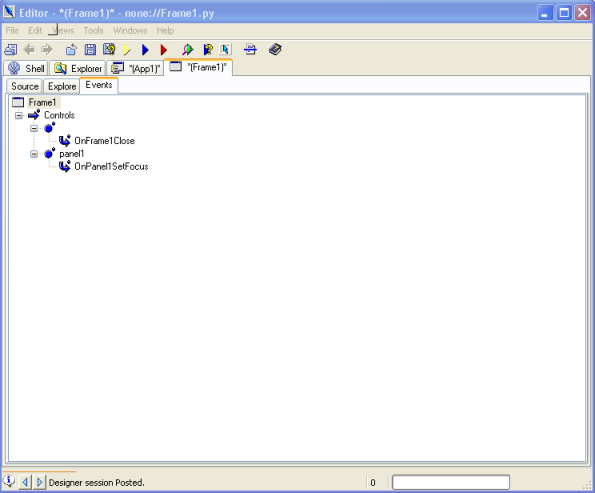 Editor - *(Frame1)* - none://Frame1.py
File Edit Views Tools Windows Help
Shell Explorer *(App1)* *(Frame1)*
Source Explore Events
Frame1
Controls
OnFrame1Close
panel1
OnPanel1SetFocus
Designer session Posted. 0